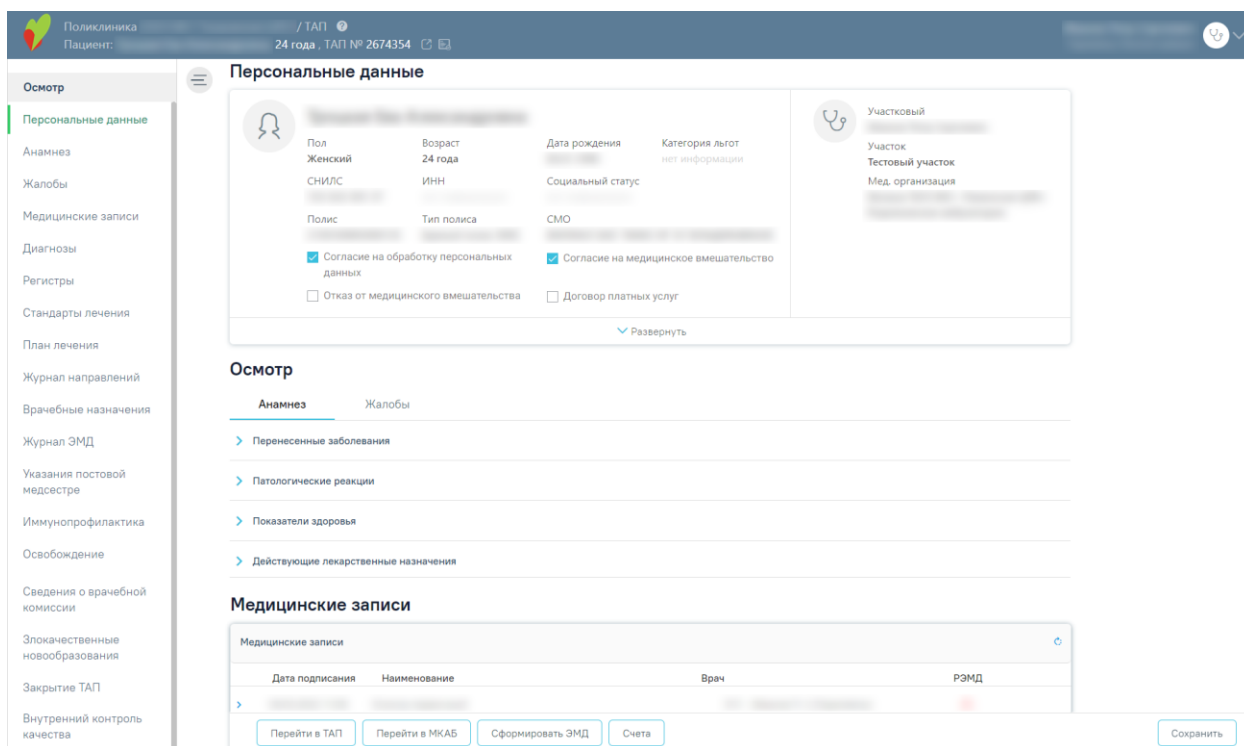 Поликлиника / ТАП
Пациент: 24 года , ТАП № 2674354
Осмотр
Персональные данные
Анамнез
Жалобы
Медицинские записи
Диагнозы
Регистры
Стандарты лечения
План лечения
Журнал направлений
Врачебные назначения
Журнал ЭМД
Указания постовой
медсестре
Иммунопрофилактика
Освобождение
Сведения о врачебной
комиссии
Злокачественные
новообразования
Закрытие ТАП
Внутренний контроль
качества
Персональные данные
Пол Возраст Дата рождения Категория льгот
Женский 24 года нет информации
СНИЛС ИНН Социальный статус
Полис Тип полиса СМО
Согласие на обработку персональных
данных
Согласие на медицинское вмешательство
Отказ от медицинского вмешательства Договор платных услуг
Участковый
Участок
Тестовый участок
Мед. организация
Развернуть
Осмотр
Анамнез Жалобы
Перенесенные заболевания
Патологические реакции
Показатели здоровья
Действующие лекарственные назначения
Медицинские записи
Медицинские записи
Дата подписания Наименование Врач РЭМД
Перейти в ТАП Перейти в МКАБ Сформировать ЭМД Счета Сохранить